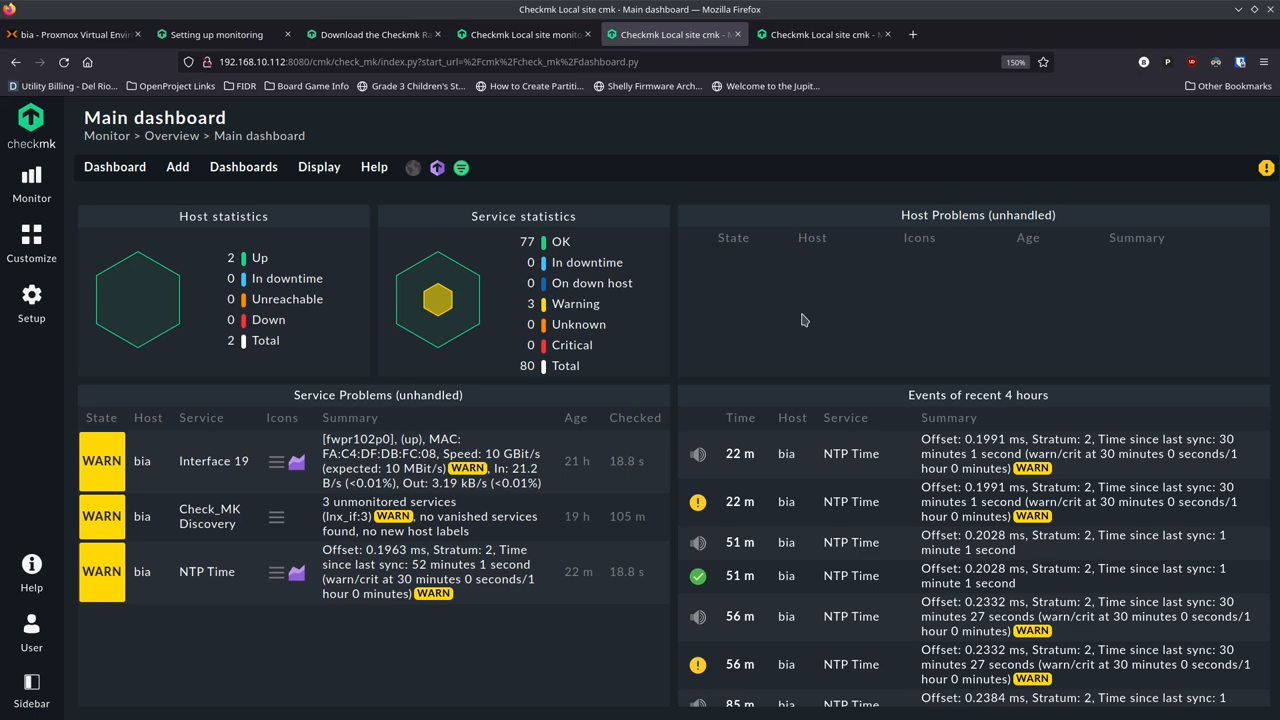 Checkmk Local site cmk - Main dashboard — Mozilla Firefox
bia - Proxmox Virtual Envir
Setting up monitoring
Download the Checkmk Ra
Checkmk Local site monito
Checkmk Local site cmk - M
Checkmk Local site cmk - M
192.168.10.112:8080/cmk/check_mk/index.py?start_url=%2Fcmk%2Fcheck_mk%2Fdashboard.py
150%
Utility Billing - Del Rio...
OpenProject Links
FIDR
Board Game Info
Grade 3 Children's St...
How to Create Partiti...
Shelly Firmware Arch...
Welcome to the Jupit...
Other Bookmarks
checkmk
Monitor
Customize
Setup
Help
User
Sidebar
Main dashboard
Monitor > Overview > Main dashboard
Dashboard
Add
Dashboards
Display
Help
Host statistics
2 Up
0 In downtime
0 Unreachable
0 Down
2 Total
Service statistics
77 OK
0 In downtime
0 On down host
3 Warning
0 Unknown
0 Critical
80 Total
Host Problems (unhandled)
State Host Icons Age Summary
Service Problems (unhandled)
State Host Service Icons Summary Age Checked
WARN bia Interface 19
[fwpr102p0], (up), MAC:
FA:C4:DF:DB:FC:08, Speed: 10 GBit/s
(expected: 10 MBit/s) WARN, In: 21.2
B/s (<0.01%), Out: 3.19 kB/s (<0.01%)
21 h 18.8 s
WARN bia
Check_MK
Discovery
3 unmonitored services
(lnx_if:3) WARN, no vanished services
found, no new host labels
19 h 105 m
WARN bia NTP Time
Offset: 0.1963 ms, Stratum: 2, Time
since last sync: 52 minutes 1 second
(warn/crit at 30 minutes 0 seconds/1
hour 0 minutes) WARN
22 m 18.8 s
Events of recent 4 hours
Time Host Service Summary
22 m bia NTP Time
Offset: 0.1991 ms, Stratum: 2, Time since last sync: 30
minutes 1 second (warn/crit at 30 minutes 0 seconds/1
hour 0 minutes) WARN
22 m bia NTP Time
Offset: 0.1991 ms, Stratum: 2, Time since last sync: 30
minutes 1 second (warn/crit at 30 minutes 0 seconds/1
hour 0 minutes) WARN
51 m bia NTP Time
Offset: 0.2028 ms, Stratum: 2, Time since last sync: 1
minute 1 second
51 m bia NTP Time
Offset: 0.2028 ms, Stratum: 2, Time since last sync: 1
minute 1 second
56 m bia NTP Time
Offset: 0.2332 ms, Stratum: 2, Time since last sync: 30
minutes 27 seconds (warn/crit at 30 minutes 0 seconds/1
hour 0 minutes) WARN
56 m bia NTP Time
Offset: 0.2332 ms, Stratum: 2, Time since last sync: 30
minutes 27 seconds (warn/crit at 30 minutes 0 seconds/1
hour 0 minutes) WARN
85 m bia NTP Time
Offset: 0.2384 ms, Stratum: 2, Time since last sync: 1